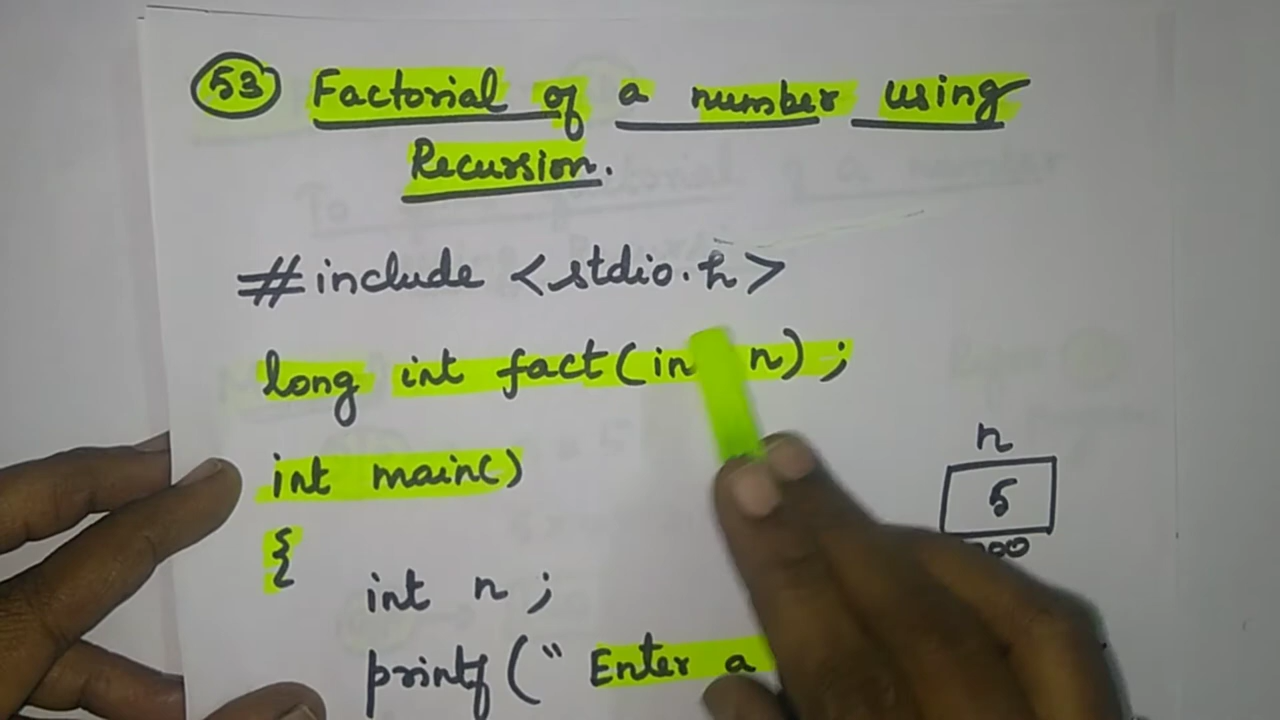 53 Factorial of a number using
Recursion.
#include <stdio.h>
long int fact(in n);
int main()
{
n
5
int n;
printf("Enter a